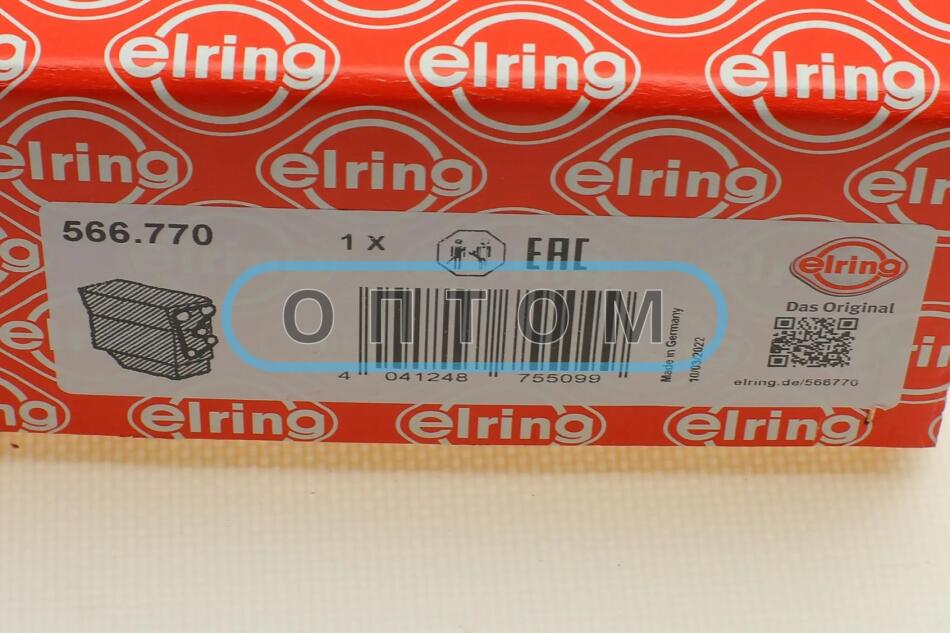 elring elring elring
elring elring elring elring
566.770
1 X EAC
elring
Das Original
ОПТОМ
Made in Germany
10/03/2022
4 041248 755099
elring.de/566770
elring elring elring